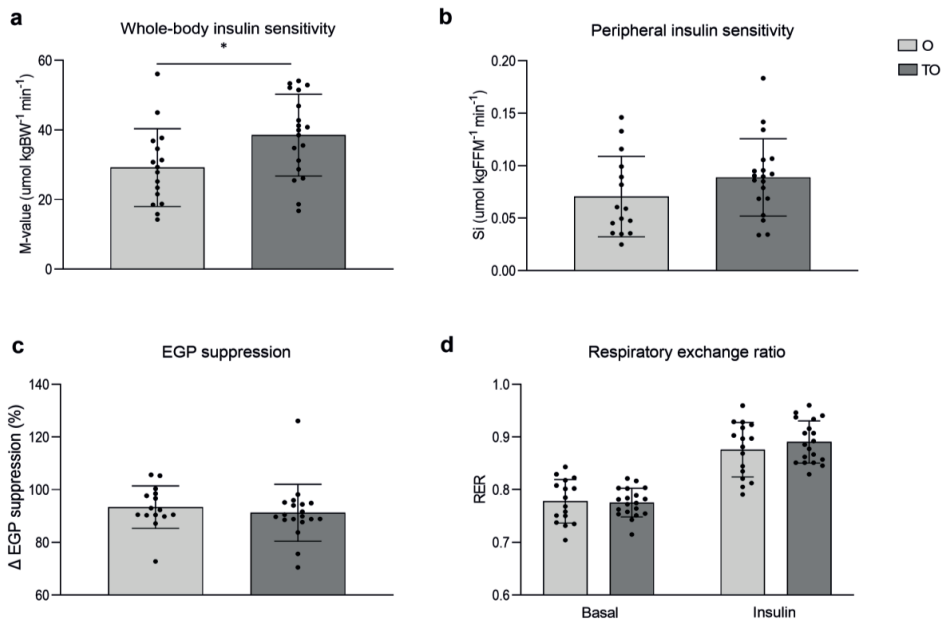 a
Whole-body insulin sensitivity
*
M-value (umol kgBW⁻¹ min⁻¹)
60
40
20
0
b
Peripheral insulin sensitivity
Si (umol kgFFM⁻¹ min⁻¹)
0.20
0.15
0.10
0.05
0.00
O
TO
c
EGP suppression
Δ EGP suppression (%)
140
120
100
80
60
d
Respiratory exchange ratio
RER
1.0
0.9
0.8
0.7
0.6
Basal Insulin